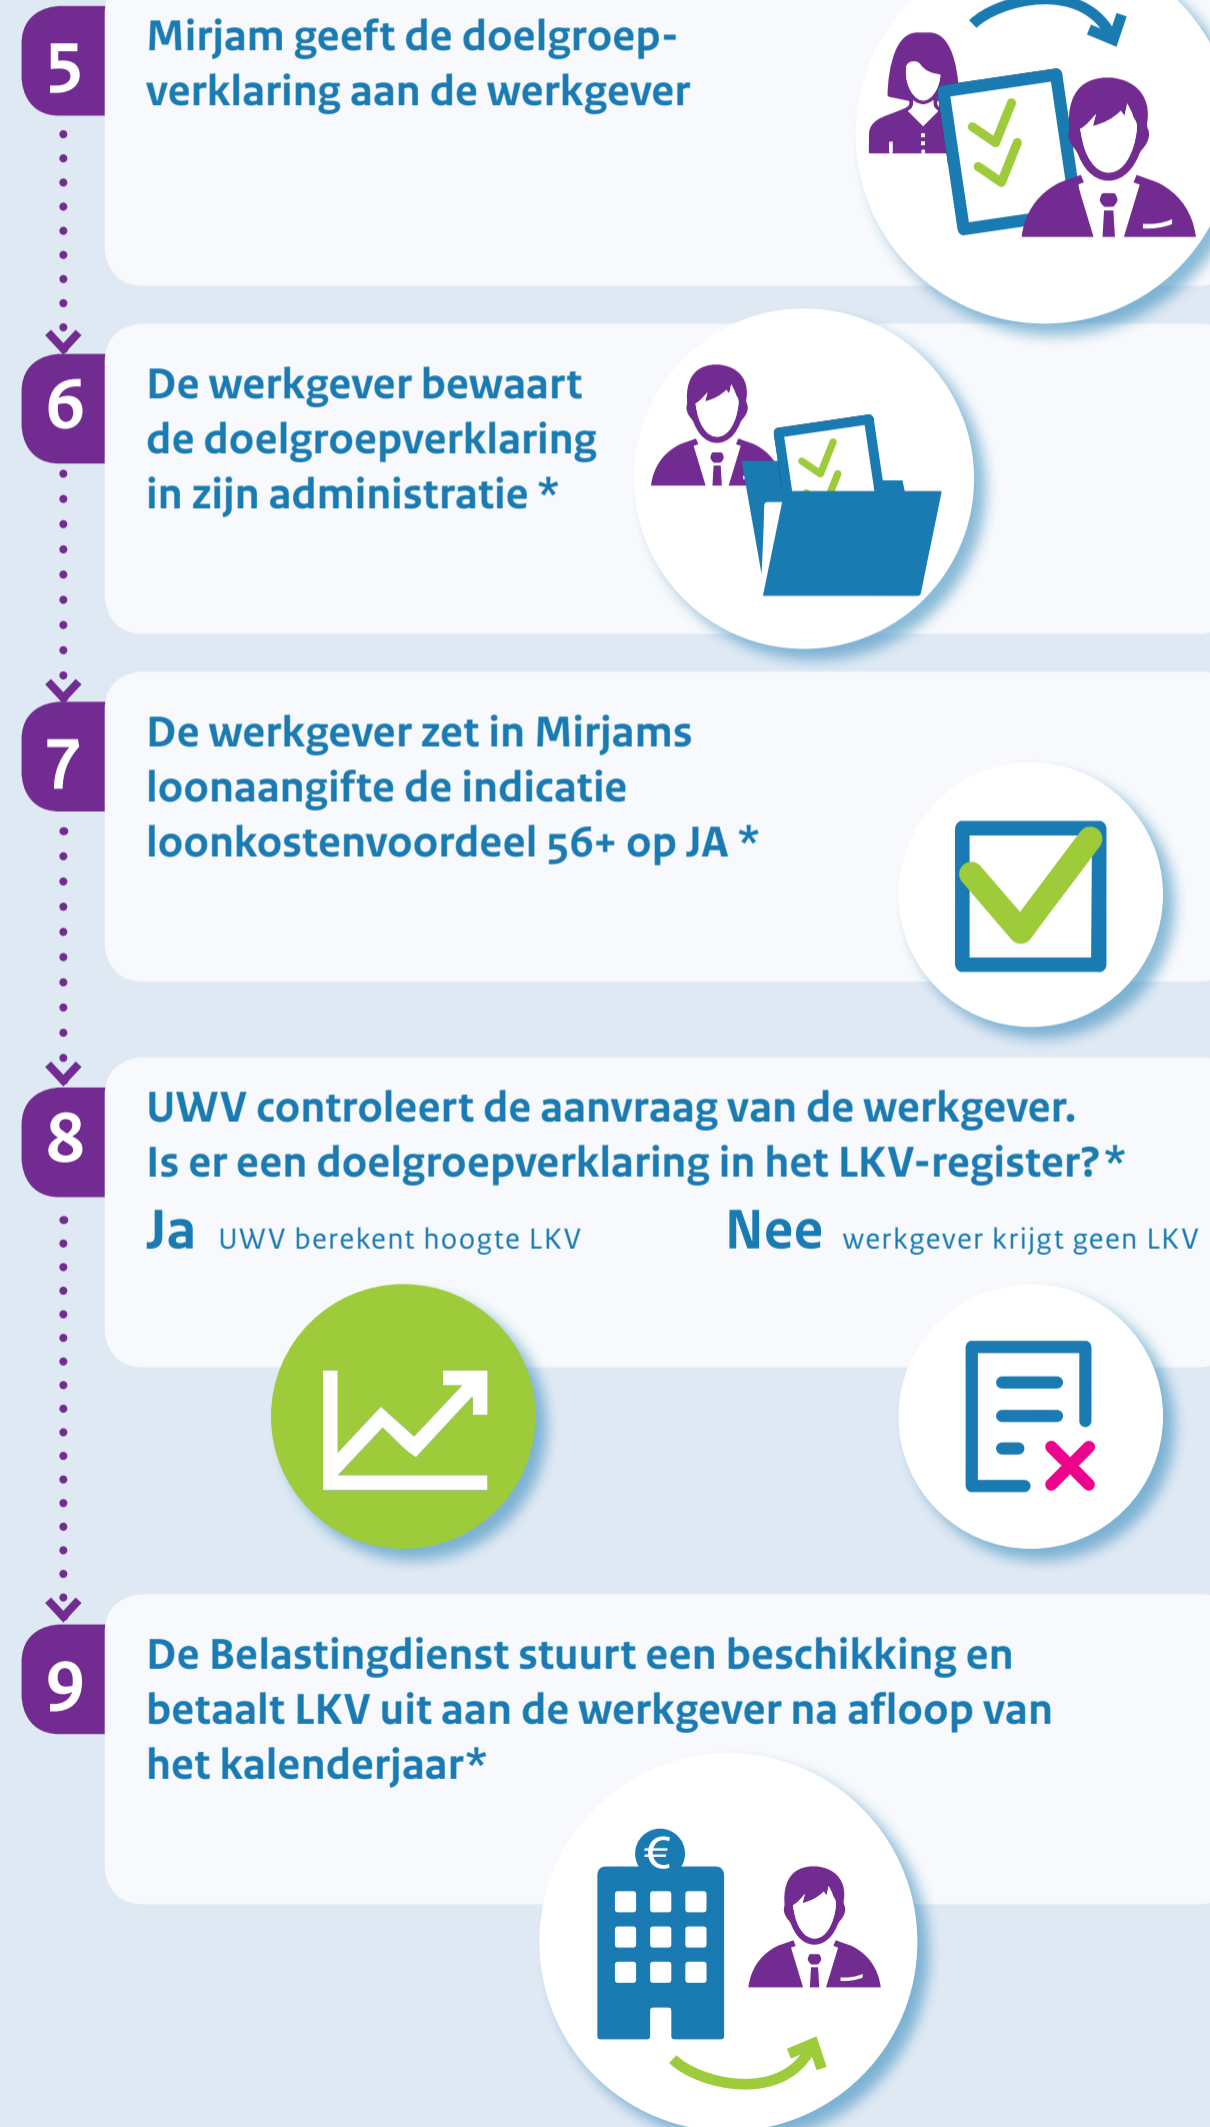 5
Mirjam geeft de doelgroep-
verklaring aan de werkgever
6
De werkgever bewaart
de doelgroepverklaring
in zijn administratie *
7
De werkgever zet in Mirjams
loonaangifte de indicatie
loonkostenvoordeel 56+ op JA *
8
UWV controleert de aanvraag van de werkgever.
Is er een doelgroepverklaring in het LKV-register?*
Ja UWV berekent hoogte LKV
Nee werkgever krijgt geen LKV
9
De Belastingdienst stuurt een beschikking en
betaalt LKV uit aan de werkgever na afloop van
het kalenderjaar*
€